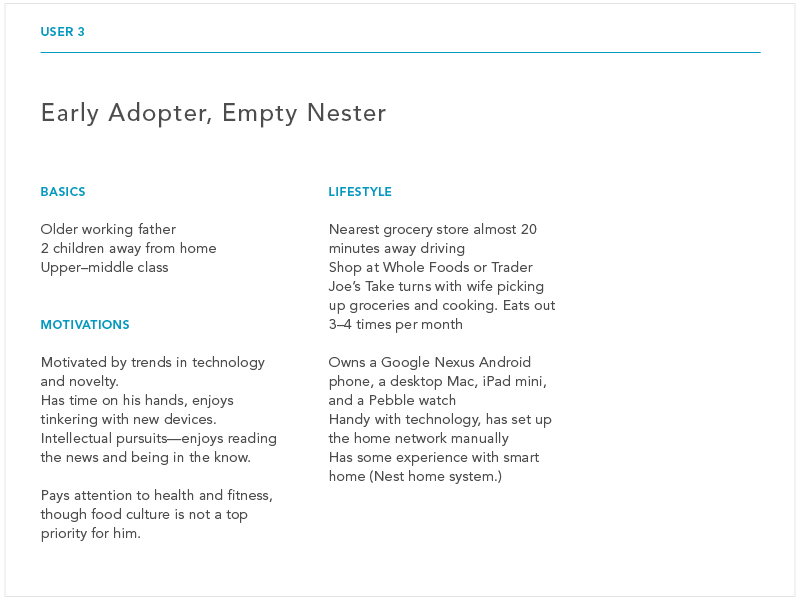 USER 3
Early Adopter, Empty Nester
BASICS
Older working father
2 children away from home
Upper–middle class
MOTIVATIONS
Motivated by trends in technology
and novelty.
Has time on his hands, enjoys
tinkering with new devices.
Intellectual pursuits—enjoys reading
the news and being in the know.
Pays attention to health and fitness,
though food culture is not a top
priority for him.
LIFESTYLE
Nearest grocery store almost 20
minutes away driving
Shop at Whole Foods or Trader
Joe’s Take turns with wife picking
up groceries and cooking. Eats out
3–4 times per month
Owns a Google Nexus Android
phone, a desktop Mac, iPad mini,
and a Pebble watch
Handy with technology, has set up
the home network manually
Has some experience with smart
home (Nest home system.)